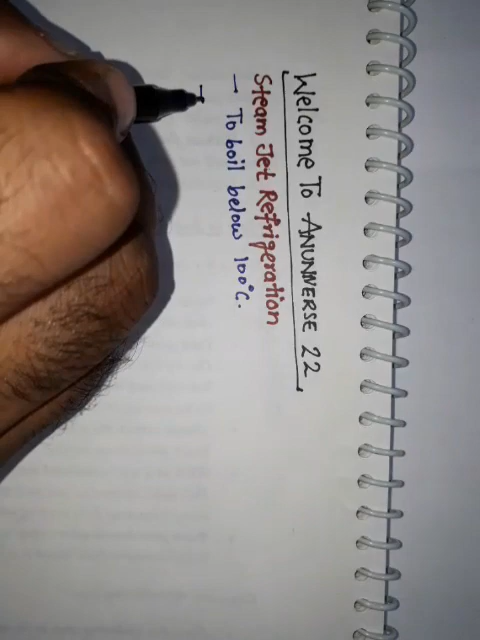 Welcome To ANUNIVERSE 22
Steam Jet Refrigeration
→ To boil below 100°C.